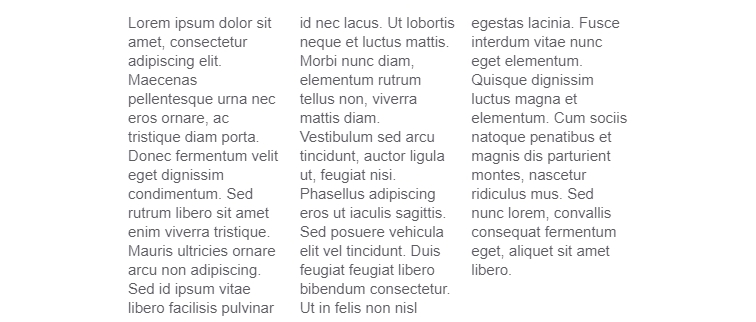 Lorem ipsum dolor sit
amet, consectetur
adipiscing elit.
Maecenas
pellentesque urna nec
eros ornare, ac
tristique diam porta.
Donec fermentum velit
eget dignissim
condimentum. Sed
rutrum libero sit amet
enim viverra tristique.
Mauris ultricies ornare
arcu non adipiscing.
Sed id ipsum vitae
libero facilisis pulvinar
id nec lacus. Ut lobortis
neque et luctus mattis.
Morbi nunc diam,
elementum rutrum
tellus non, viverra
mattis diam.
Vestibulum sed arcu
tincidunt, auctor ligula
ut, feugiat nisi.
Phasellus adipiscing
eros ut iaculis sagittis.
Sed posuere vehicula
elit vel tincidunt. Duis
feugiat feugiat libero
bibendum consectetur.
Ut in felis non nisl
egestas lacinia. Fusce
interdum vitae nunc
eget elementum.
Quisque dignissim
luctus magna et
elementum. Cum sociis
natoque penatibus et
magnis dis parturient
montes, nascetur
ridiculus mus. Sed
nunc lorem, convallis
consequat fermentum
eget, aliquet sit amet
libero.